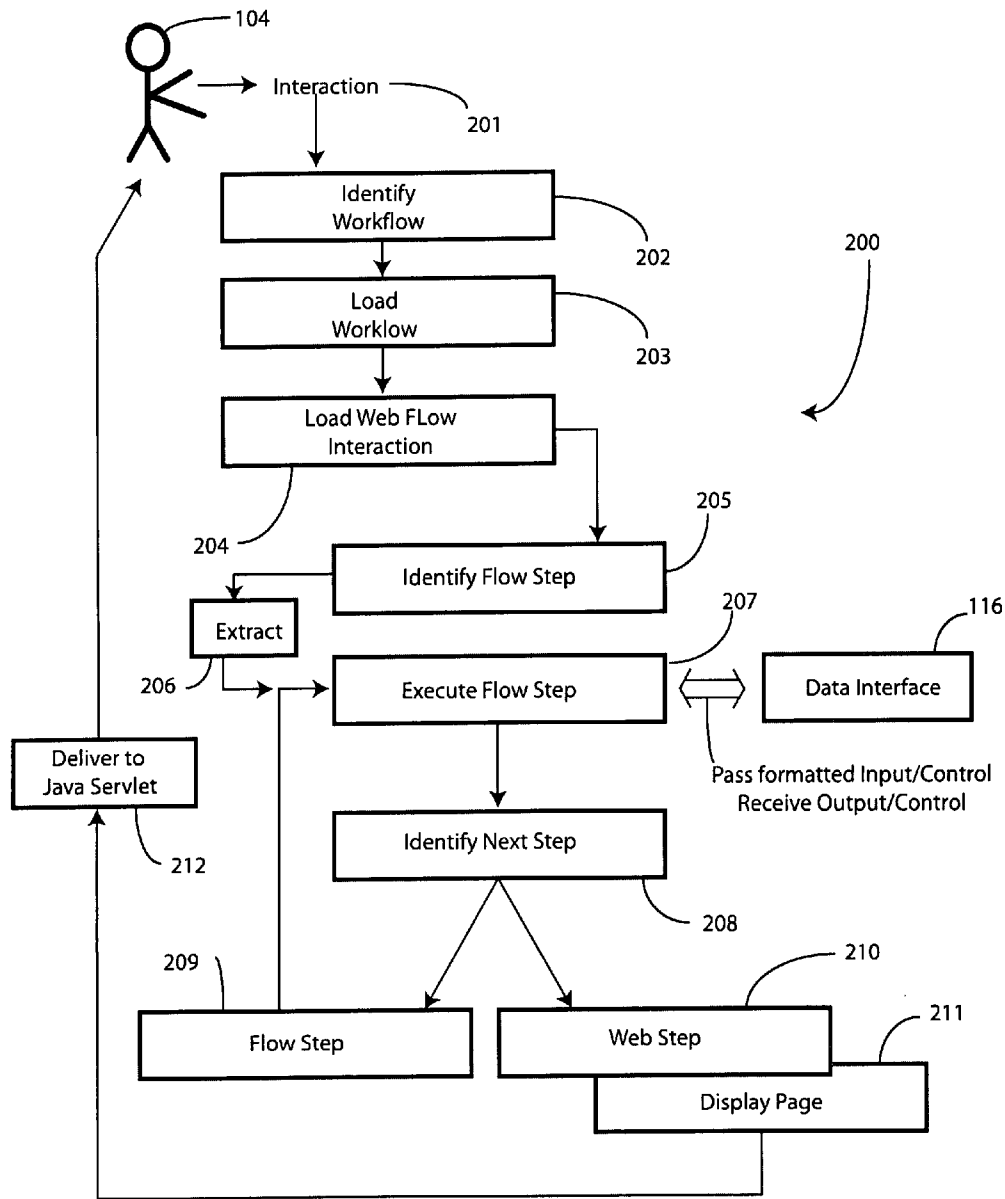 104
Interaction
201
Identify
Workflow
202
200
Load
Worklow
203
Load Web FLow
Interaction
204
205
Identify Flow Step
207
116
Extract
206
Execute Flow Step
Data Interface
Deliver to
Java Servlet
212
Pass formatted Input/Control
Receive Output/Control
Identify Next Step
208
209
210
211
Flow Step
Web Step
Display Page